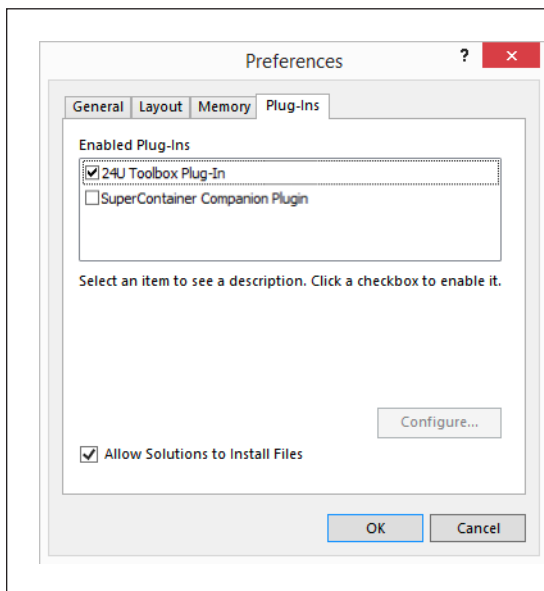 Preferences
?
General Layout Memory Plug-Ins
Enabled Plug-Ins
24U Toolbox Plug-In
SuperContainer Companion Plugin
Select an item to see a description. Click a checkbox to enable it.
Configure...
Allow Solutions to Install Files
OK Cancel